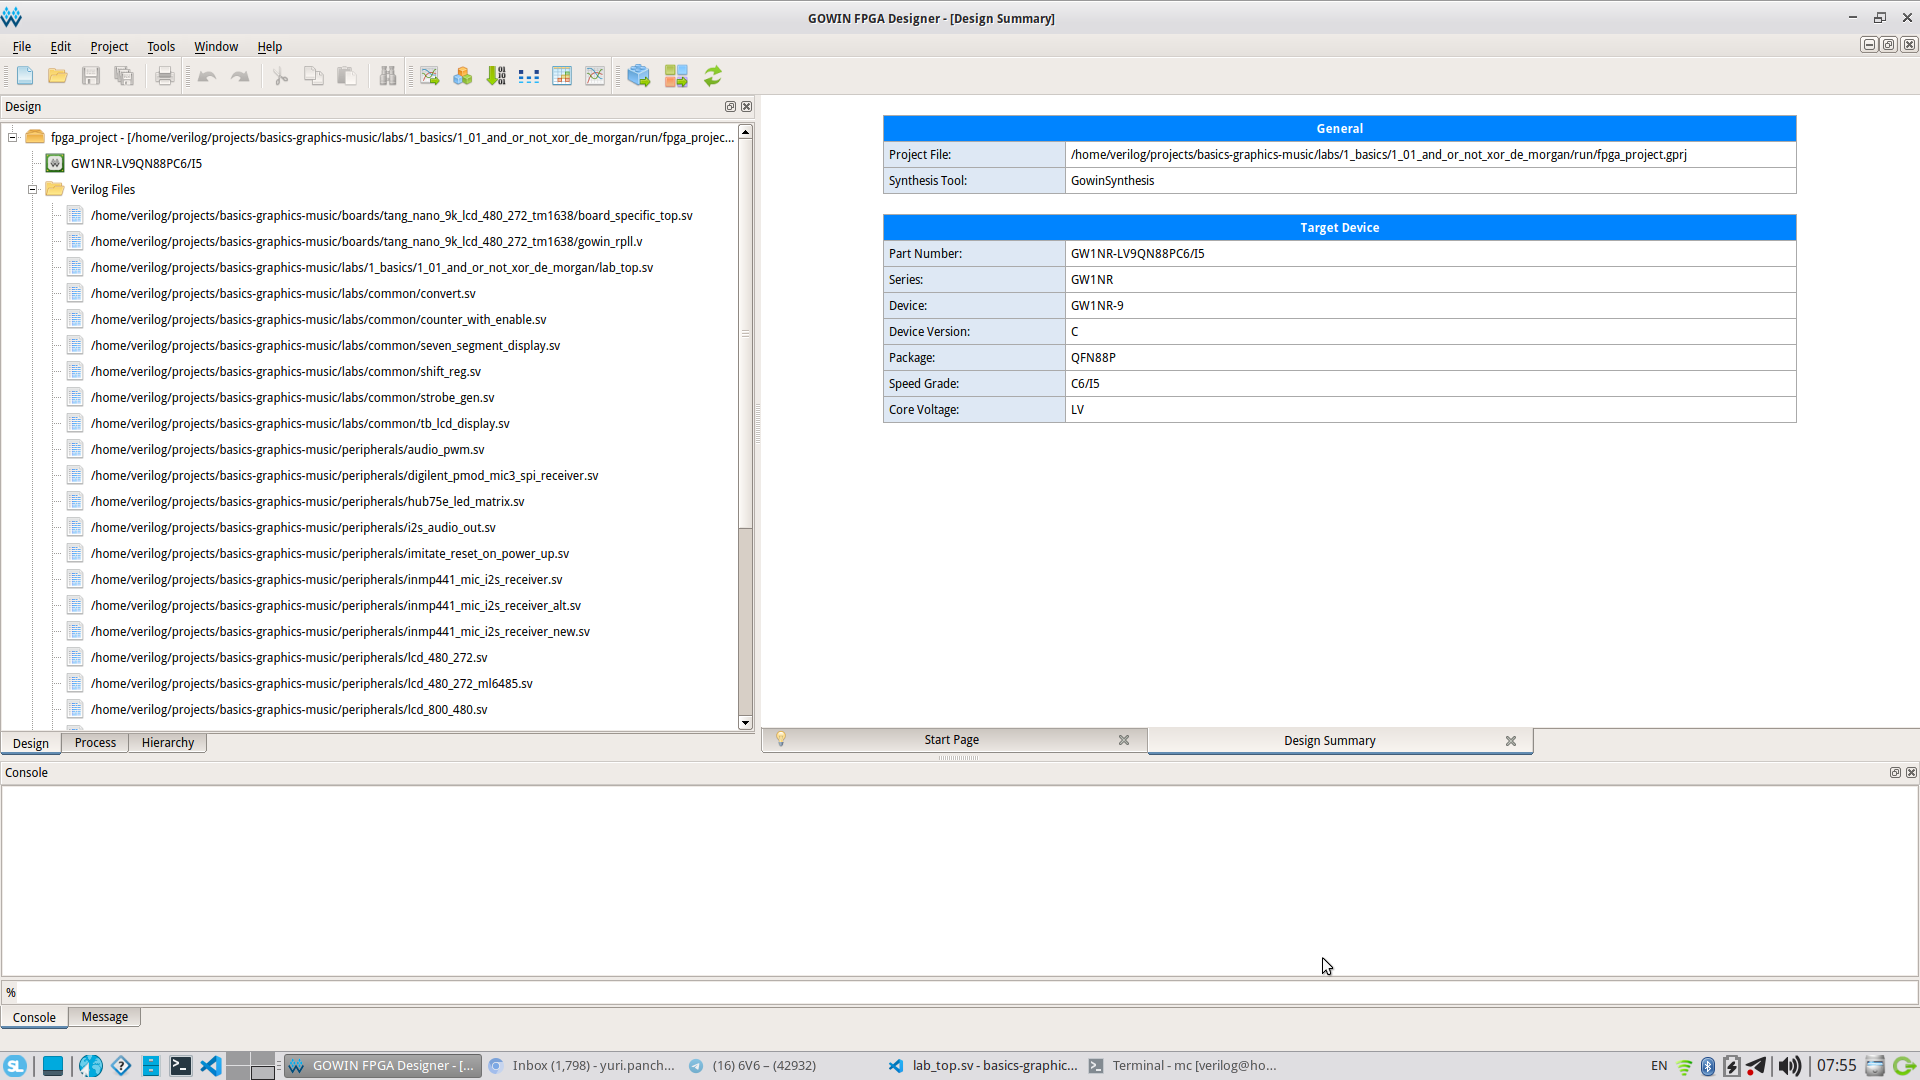 GOWIN FPGA Designer - [Design Summary]
File Edit Project Tools Window Help
Design
fpga_project - [/home/verilog/projects/basics-graphics-music/labs/1_basics/1_01_and_or_not_xor_de_morgan/run/fpga_projec...
GW1NR-LV9QN88PC6/I5
Verilog Files
/home/verilog/projects/basics-graphics-music/boards/tang_nano_9k_lcd_480_272_tm1638/board_specific_top.sv
/home/verilog/projects/basics-graphics-music/boards/tang_nano_9k_lcd_480_272_tm1638/gowin_rpll.v
/home/verilog/projects/basics-graphics-music/labs/1_basics/1_01_and_or_not_xor_de_morgan/lab_top.sv
/home/verilog/projects/basics-graphics-music/labs/common/convert.sv
/home/verilog/projects/basics-graphics-music/labs/common/counter_with_enable.sv
/home/verilog/projects/basics-graphics-music/labs/common/seven_segment_display.sv
/home/verilog/projects/basics-graphics-music/labs/common/shift_reg.sv
/home/verilog/projects/basics-graphics-music/labs/common/strobe_gen.sv
/home/verilog/projects/basics-graphics-music/labs/common/tb_lcd_display.sv
/home/verilog/projects/basics-graphics-music/peripherals/audio_pwm.sv
/home/verilog/projects/basics-graphics-music/peripherals/digilent_pmod_mic3_spi_receiver.sv
/home/verilog/projects/basics-graphics-music/peripherals/hub75e_led_matrix.sv
/home/verilog/projects/basics-graphics-music/peripherals/i2s_audio_out.sv
/home/verilog/projects/basics-graphics-music/peripherals/imitate_reset_on_power_up.sv
/home/verilog/projects/basics-graphics-music/peripherals/inmp441_mic_i2s_receiver.sv
/home/verilog/projects/basics-graphics-music/peripherals/inmp441_mic_i2s_receiver_alt.sv
/home/verilog/projects/basics-graphics-music/peripherals/inmp441_mic_i2s_receiver_new.sv
/home/verilog/projects/basics-graphics-music/peripherals/lcd_480_272.sv
/home/verilog/projects/basics-graphics-music/peripherals/lcd_480_272_ml6485.sv
/home/verilog/projects/basics-graphics-music/peripherals/lcd_800_480.sv
Design Process Hierarchy
General
Project File: /home/verilog/projects/basics-graphics-music/labs/1_basics/1_01_and_or_not_xor_de_morgan/run/fpga_project.gprj
Synthesis Tool: GowinSynthesis
Target Device
Part Number: GW1NR-LV9QN88PC6/I5
Series: GW1NR
Device: GW1NR-9
Device Version: C
Package: QFN88P
Speed Grade: C6/I5
Core Voltage: LV
Start Page Design Summary
Console
%
Console Message
SL GOWIN FPGA Designer - [... Inbox (1,798) - yuri.panch... (16) 6V6 – (42932) lab_top.sv - basics-graphic... Terminal - mc [verilog@ho... EN 07:55